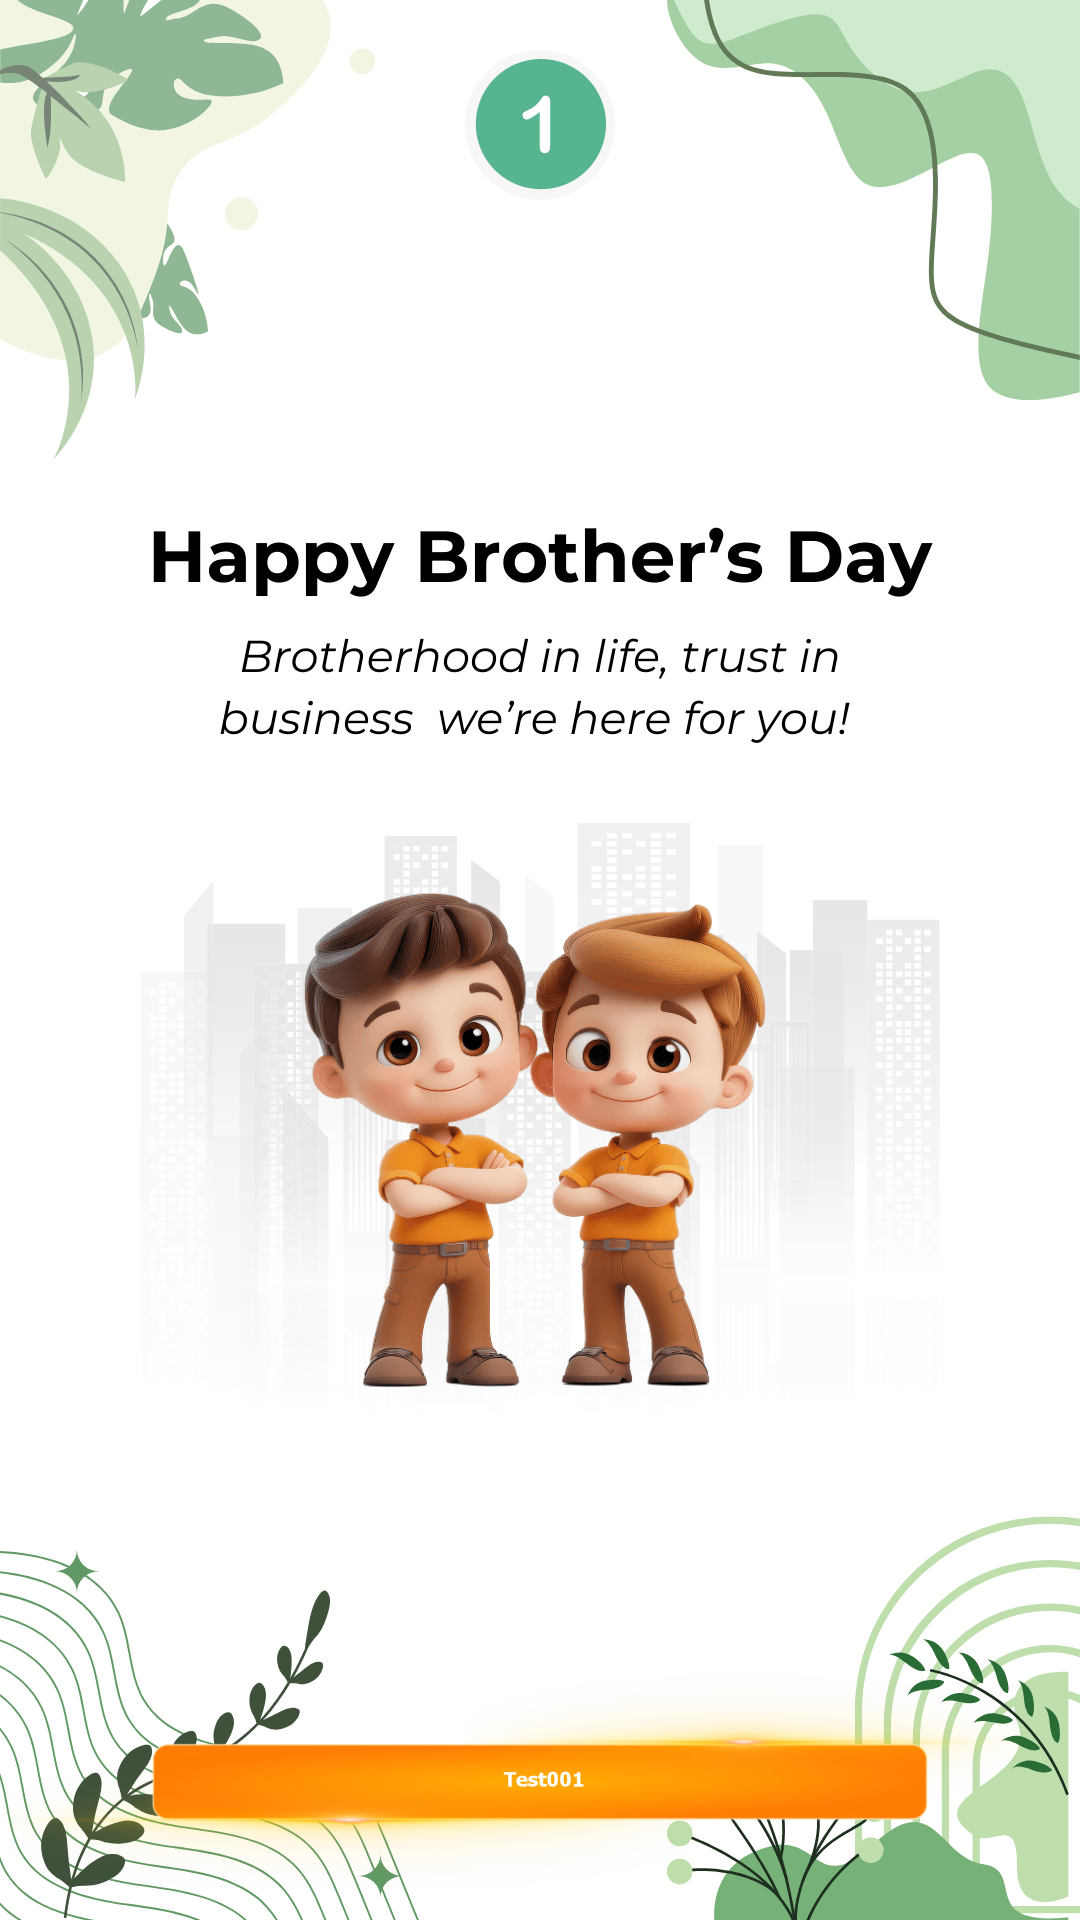 1
Happy Brother’s Day
Brotherhood in life, trust in
business  we’re here for you!
Test001